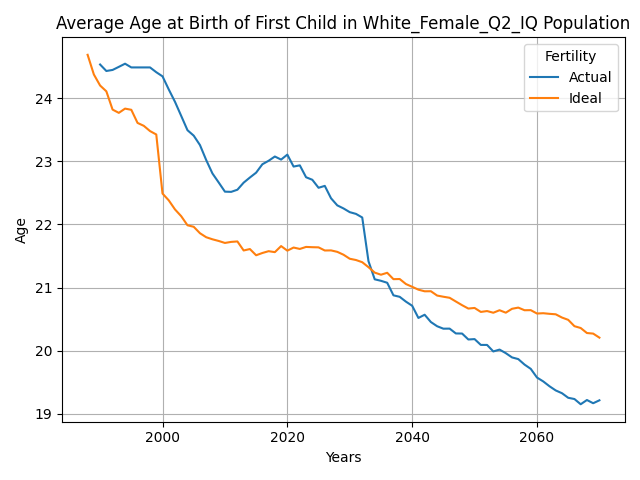 Average Age at Birth of First Child in White_Female_Q2_IQ Population
Fertility
Actual
Ideal
Age
24
23
22
21
20
19
2000
2020
2040
2060
Years